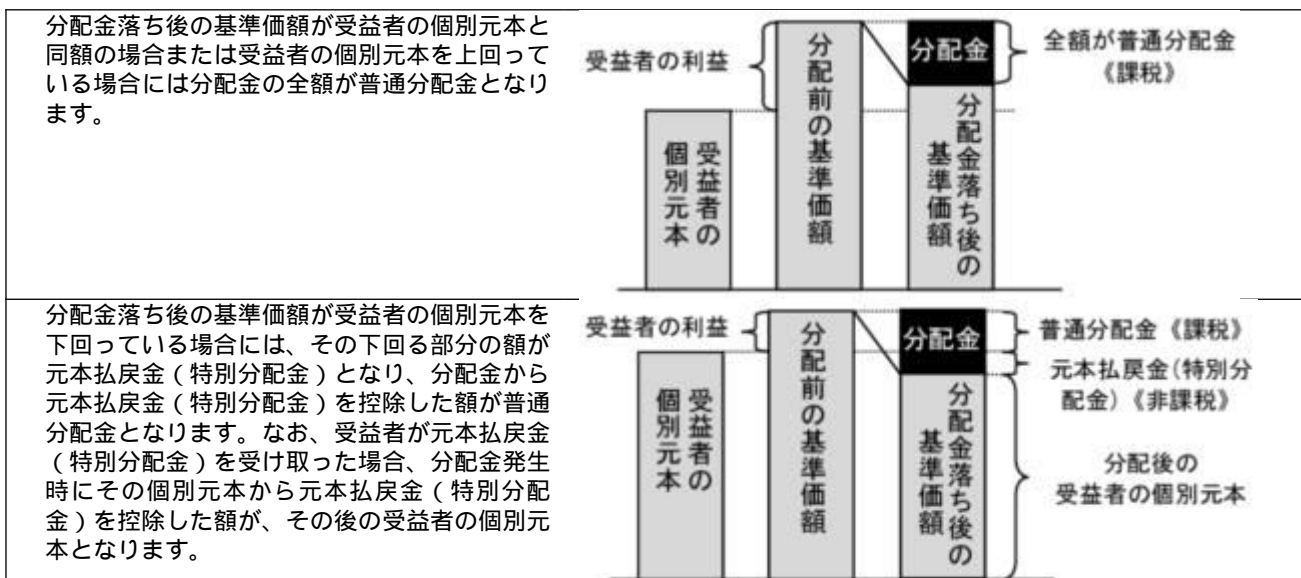 分配金落ち後の基準価額が受益者の個別元本と
同額の場合または受益者の個別元本を上回って
いる場合には分配金の全額が普通分配金となり
ます。
受益者の利益
受益者の
個別元本
分配前の基準価額
分配金
分配金落ち後の
基準価額
全額が普通分配金
《課税》
分配金落ち後の基準価額が受益者の個別元本を
下回っている場合には、その下回る部分の額が
元本払戻金(特別分配金)となり、分配金から
元本払戻金(特別分配金)を控除した額が普通
分配金となります。なお、受益者が元本払戻金
(特別分配金)を受け取った場合、分配金発生
時にその個別元本から元本払戻金(特別分配
金)を控除した額が、その後の受益者の個別元
本となります。
受益者の利益
受益者の
個別元本
分配前の基準価額
分配金
分配金落ち後の
基準価額
普通分配金《課税》
元本払戻金(特別分
配金)《非課税》
分配後の
受益者の個別元本